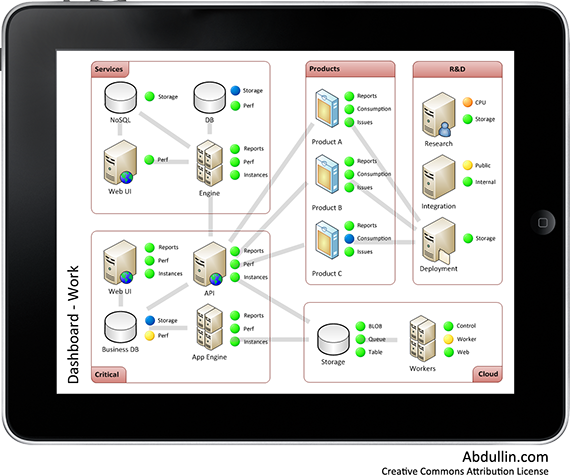 Services
Storage
NoSQL
Storage
Perf
DB
Perf
Web UI
Reports
Perf
Instances
Engine
Products
Reports
Consumption
Issues
Product A
Reports
Consumption
Issues
Product B
Reports
Consumption
Issues
Product C
R&D
CPU
Storage
Research
Public
Internal
Integration
Storage
Deployment
Dashboard - Work
Reports
Perf
Instances
Web UI
Reports
Perf
Instances
API
Storage
Perf
Business DB
Reports
Perf
Instances
App Engine
Critical
BLOB
Queue
Table
Storage
Control
Worker
Web
Workers
Cloud
Abdullin.com
Creative Commons Attribution License